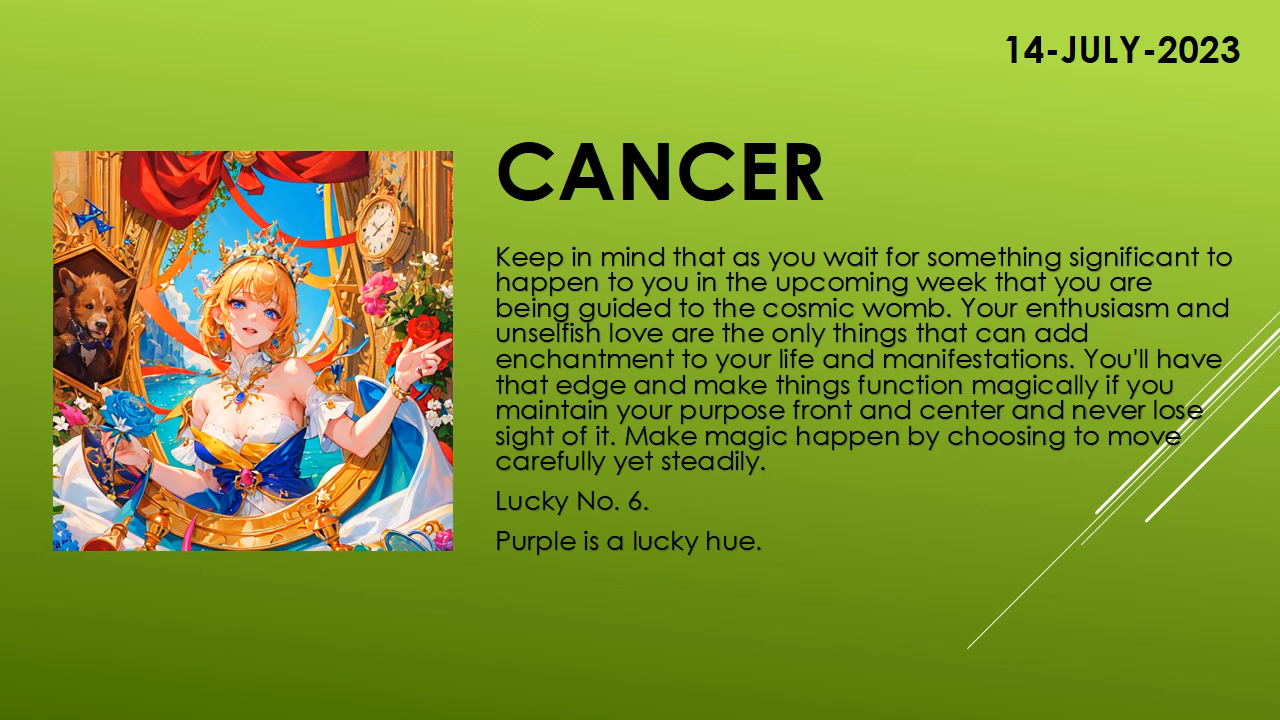 14-JULY-2023
CANCER
Keep in mind that as you wait for something significant to
happen to you in the upcoming week that you are
being guided to the cosmic womb. Your enthusiasm and
unselfish love are the only things that can add
enchantment to your life and manifestations. You'll have
that edge and make things function magically if you
maintain your purpose front and center and never lose
sight of it. Make magic happen by choosing to move
carefully yet steadily.
Lucky No. 6.
Purple is a lucky hue.